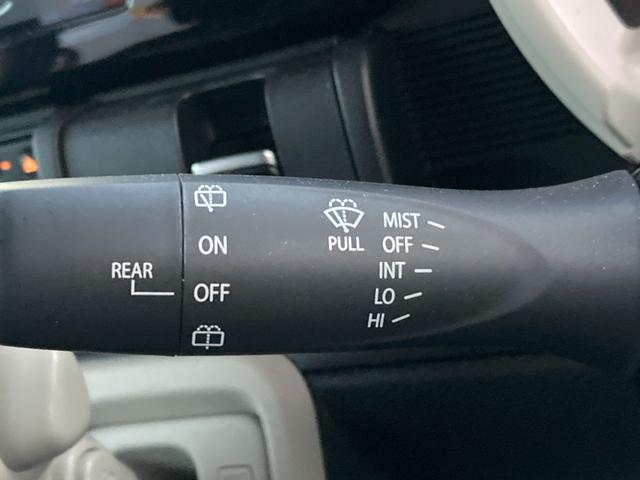 REAR
ON
OFF
PULL
MIST
OFF
INT
LO
HI